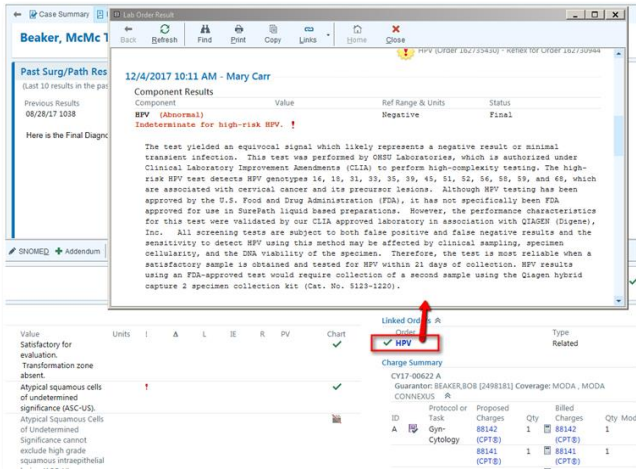 Case Summary
Lab Order Result
Back Refresh Find Print Copy Links Home Close
Beaker, McMc T
HPV (Order 162735430) - Reflex for Order 162730944
Past Surg/Path Res
(Last 10 results in the pas
Previous Results
08/28/17 1038
Here is the Final Diagno
12/4/2017 10:11 AM - Mary Carr
Component Results
Component Value Ref Range & Units Status
HPV (Abnormal) Negative Final
Indeterminate for high-risk HPV. !
The test yielded an equivocal signal which likely represents a negative result or minimal
transient infection. This test was performed by OHSU Laboratories, which is authorized under
Clinical Laboratory Improvement Amendments (CLIA) to perform high-complexity testing. The high-
risk HPV test detects HPV genotypes 16, 18, 31, 33, 35, 39, 45, 51, 52, 56, 58, 59, and 68, which
are associated with cervical cancer and its precursor lesions. Although HPV testing has been
approved by the U.S. Food and Drug Administration (FDA), it has not specifically been FDA
approved for use in SurePath liquid based preparations. However, the performance characteristics
for this test were validated by our CLIA approved laboratory in association with QIAGEN (Digene),
Inc. All screening tests are subject to both false positive and false negative results and the
sensitivity to detect HPV using this method may be affected by clinical sampling, specimen
cellularity, and the DNA viability of the specimen. Therefore, the test is most reliable when a
satisfactory sample is obtained and tested for HPV within 21 days of collection. HPV results
using an FDA-approved test would require collection of a second sample using the Qiagen hybrid
capture 2 specimen collection kit (Cat. No. 5123-1220).
SNOMED Addendum
Linked Orders
Order Type
HPV Related
Value Units ! Δ L IE R PV Chart
Satisfactory for
evaluation.
Transformation zone
absent.
Atypical squamous cells !
of undetermined
significance (ASC-US).
Atypical Squamous Cells
of Undetermined
Significance cannot
exclude high grade
squamous intraepithelial
Charge Summary
CY17-00622 A
Guarantor: BEAKER,BOB [2498181] Coverage: MODA , MODA
CONNEXUS
Protocol or Proposed Billed
ID Task Charges Qty Charges Qty Mod
A Gyn- 88142 1 88142 1
Cytology (CPT®) (CPT®)
88141 1 88141 1
(CPT®) (CPT®)